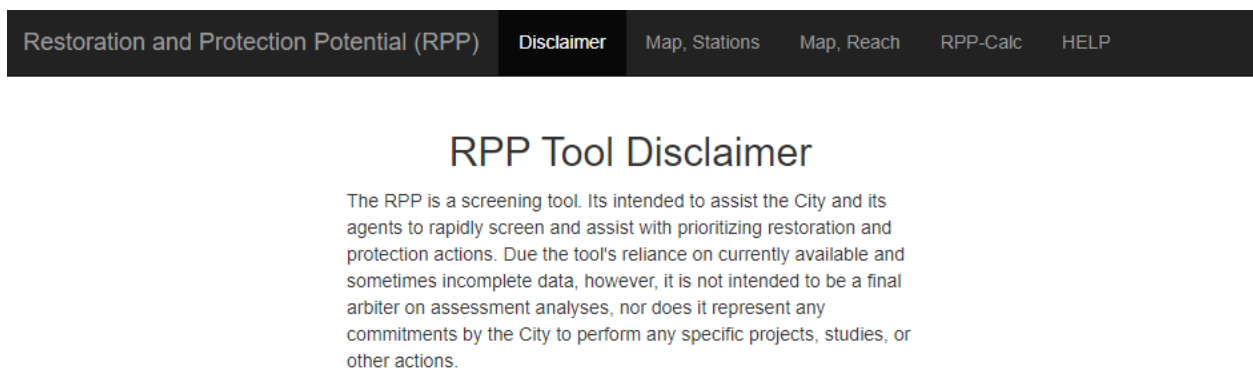 Restoration and Protection Potential (RPP) Disclaimer Map, Stations Map, Reach RPP-Calc HELP
RPP Tool Disclaimer
The RPP is a screening tool. Its intended to assist the City and its
agents to rapidly screen and assist with prioritizing restoration and
protection actions. Due the tool's reliance on currently available and
sometimes incomplete data, however, it is not intended to be a final
arbiter on assessment analyses, nor does it represent any
commitments by the City to perform any specific projects, studies, or
other actions.